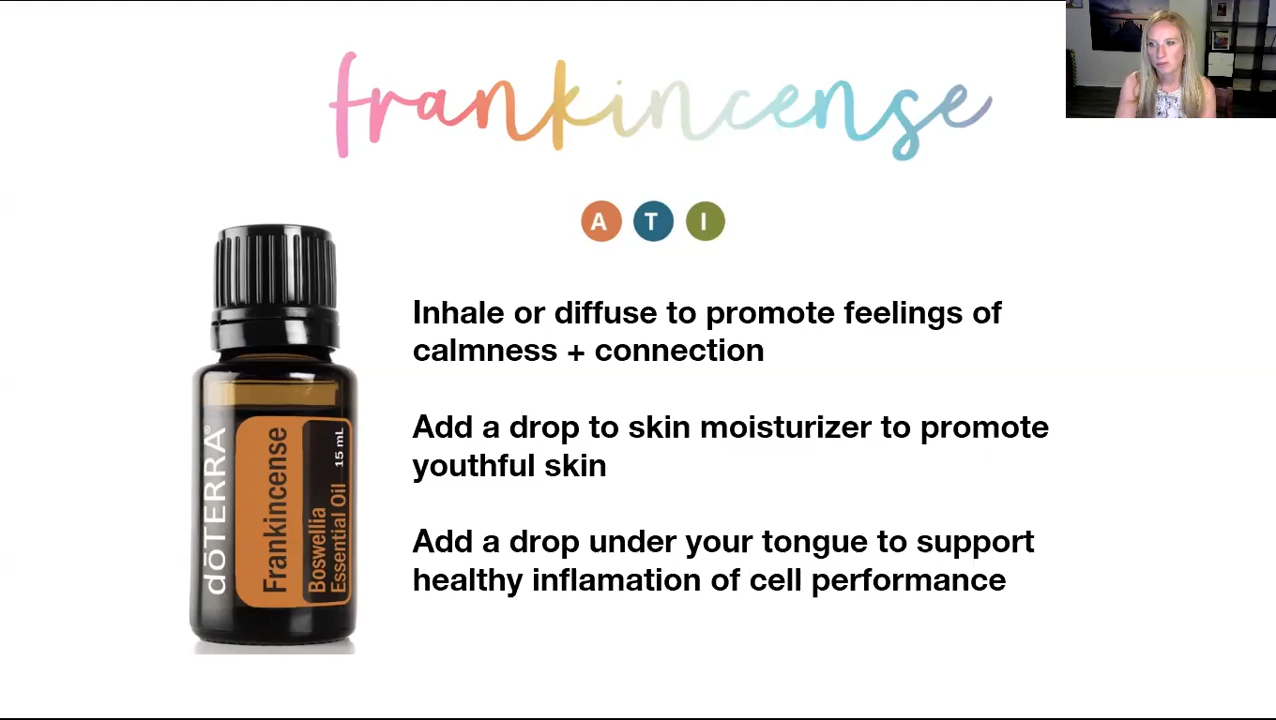 frankincense
A T I
Inhale or diffuse to promote feelings of
calmness + connection
Add a drop to skin moisturizer to promote
youthful skin
Add a drop under your tongue to support
healthy inflamation of cell performance
dōTERRA®
Frankincense
Boswellia
Essential Oil 15 mL